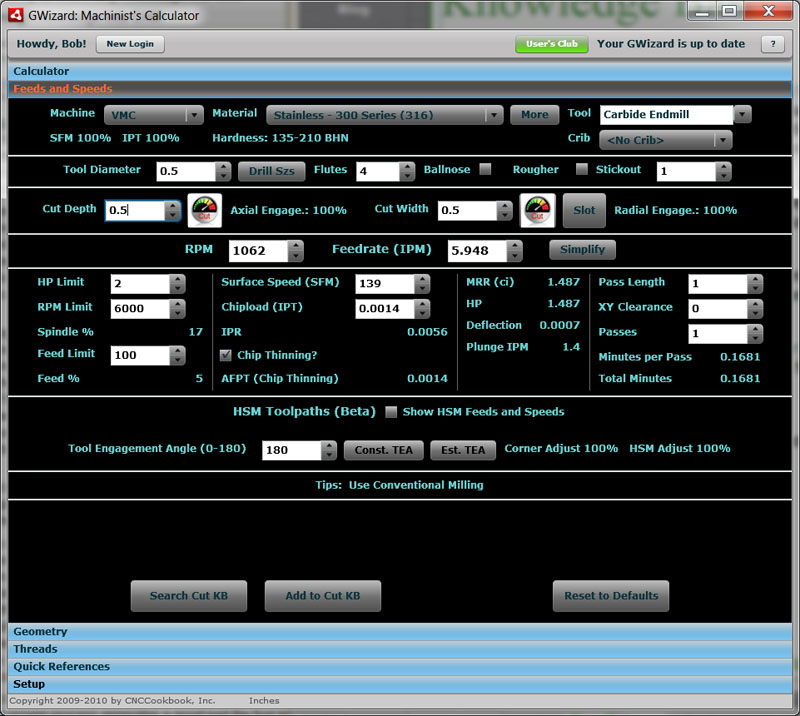 GWizard: Machinist's Calculator
Howdy, Bob! New Login User's Club Your GWizard is up to date ?
Calculator
Feeds and Speeds
Machine VMC Material Stainless - 300 Series (316) More Tool Carbide Endmill
SFM 100% IPT 100% Hardness: 135-210 BHN Crib <No Crib>
Tool Diameter 0.5 Drill Szs Flutes 4 Ballnose Rougher Stickout 1
Cut Depth 0.5 Cut Axial Engage.: 100% Cut Width 0.5 Cut Slot Radial Engage.: 100%
RPM 1062 Feedrate (IPM) 5.948 Simplify
HP Limit 2 Surface Speed (SFM) 139 MRR (ci) 1.487 Pass Length 1
RPM Limit 6000 Chipload (IPT) 0.0014 HP 1.487 XY Clearance 0
Spindle % 17 IPR 0.0056 Deflection 0.0007 Passes 1
Feed Limit 100 Chip Thinning? Plunge IPM 1.4 Minutes per Pass 0.1681
Feed % 5 AFPT (Chip Thinning) 0.0014 Total Minutes 0.1681
HSM Toolpaths (Beta) Show HSM Feeds and Speeds
Tool Engagement Angle (0-180) 180 Const. TEA Est. TEA Corner Adjust 100% HSM Adjust 100%
Tips: Use Conventional Milling
Search Cut KB Add to Cut KB Reset to Defaults
Geometry
Threads
Quick References
Setup
Copyright 2009-2010 by CNCCookbook, Inc. Inches